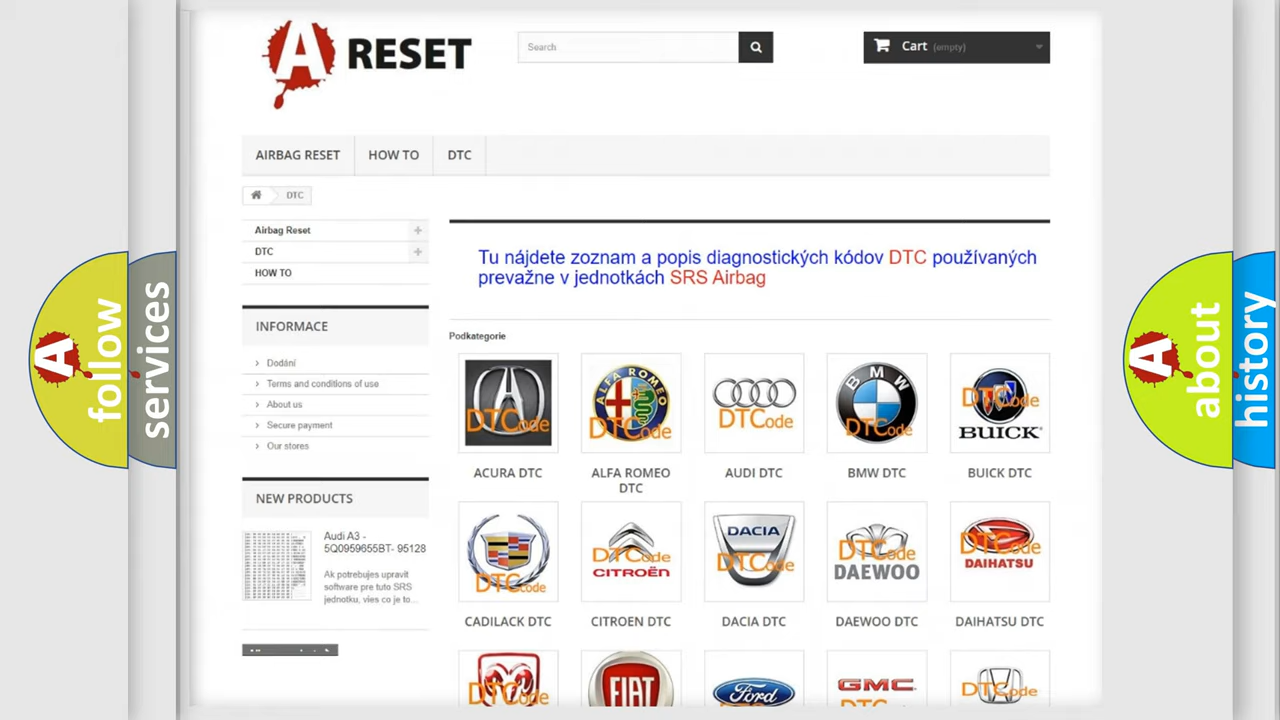 A RESET
Search
Cart (empty)
AIRBAG RESET
HOW TO
DTC
DTC
Airbag Reset
DTC
HOW TO
INFORMACE
Dodání
Terms and conditions of use
About us
Secure payment
Our stores
NEW PRODUCTS
Audi A3 -
5Q0959655BT- 95128
Ak potrebujes upravit
software pre tuto SRS
jednotku, vies co je to...
Tu nájdete zoznam a popis diagnostických kódov DTC používaných
prevažne v jednotkách SRS Airbag
Podkategorie
DTCode
ALFA ROMEO
DTCode
DTCode
BMW
DTCode
DTCode
BUICK
ACURA DTC
ALFA ROMEO
DTC
AUDI DTC
BMW DTC
BUICK DTC
DTCode
DTCode
CITROËN
DACIA
DTCode
DTCode
DAEWOO
DTCode
DAIHATSU
CADILACK DTC
CITROEN DTC
DACIA DTC
DAEWOO DTC
DAIHATSU DTC
DTCode
FIAT
Ford
GMC
DTCode
A follow
services
A about
history